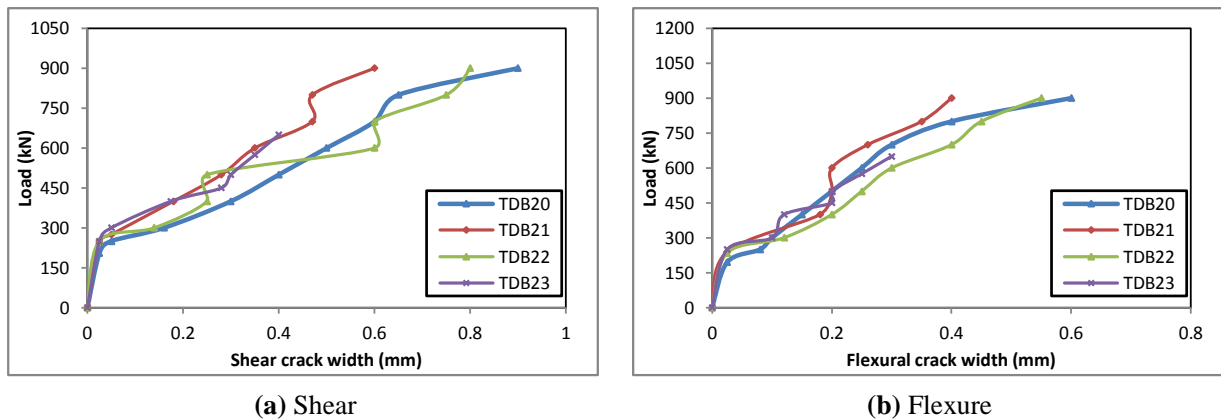 1050
900
750
600
450
300
150
0
Load (kN)
0 0.2 0.4 0.6 0.8 1
Shear crack width (mm)
TDB20
TDB21
TDB22
TDB23
(a) Shear
1200
1050
900
750
600
450
300
150
0
Load (kN)
0 0.2 0.4 0.6 0.8
Flexural crack width (mm)
TDB20
TDB21
TDB22
TDB23
(b) Flexure